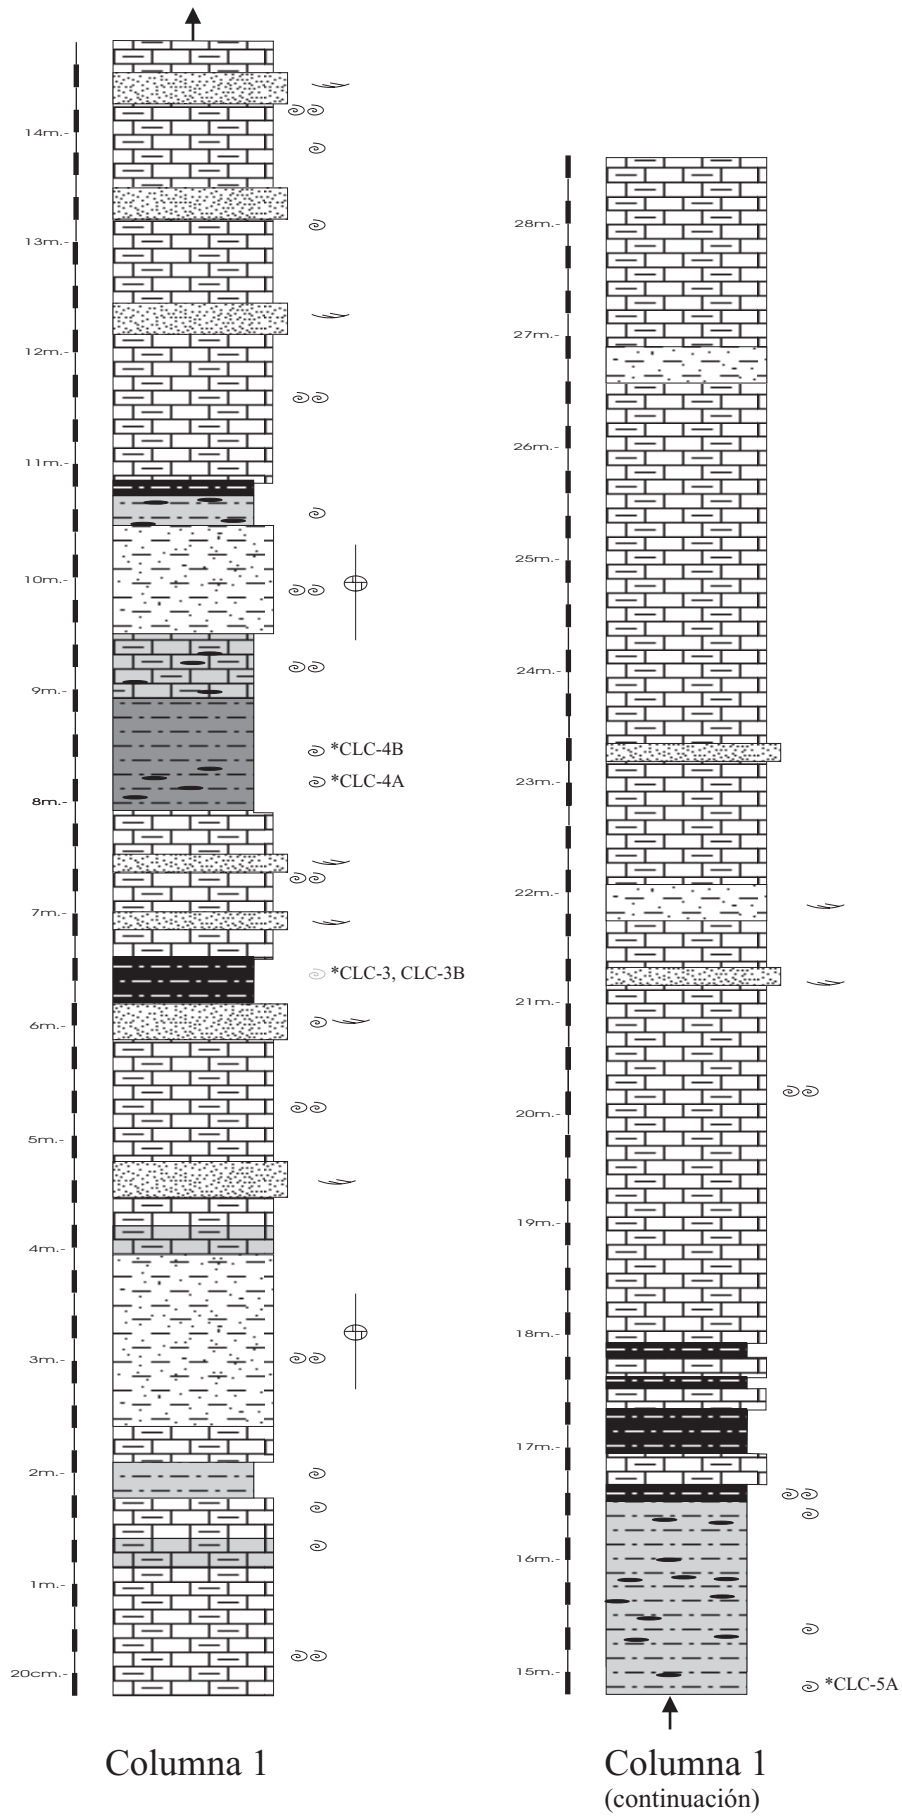 14m.-
13m.-
12m.-
11m.-
10m.-
9m.-
*CLC-4B
*CLC-4A
8m.-
7m.-
*CLC-3, CLC-3B
6m.-
5m.-
4m.-
3m.-
2m.-
1m.-
20cm.-
Columna 1
28m.-
27m.-
26m.-
25m.-
24m.-
23m.-
22m.-
21m.-
20m.-
19m.-
18m.-
17m.-
16m.-
15m.-
*CLC-5A
Columna 1
(continuación)